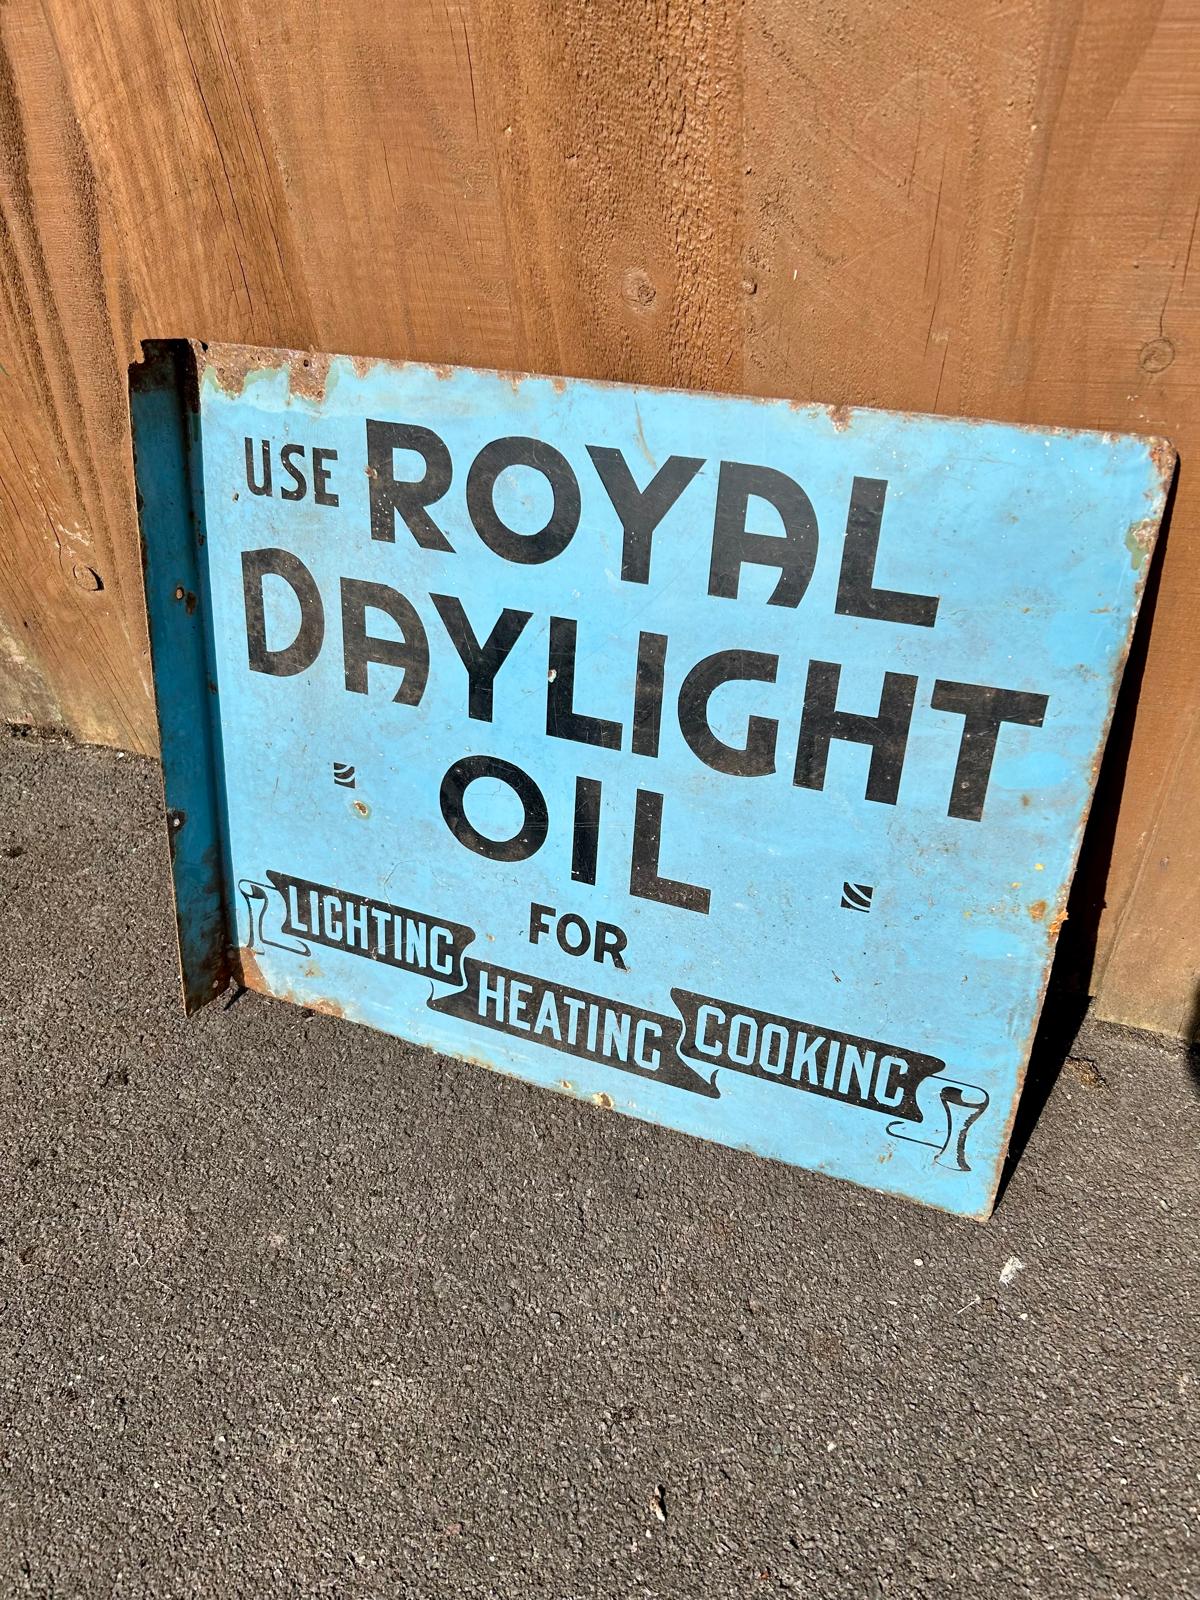 USE ROYAL
DAYLIGHT
OIL
FOR
LIGHTING
HEATING
COOKING